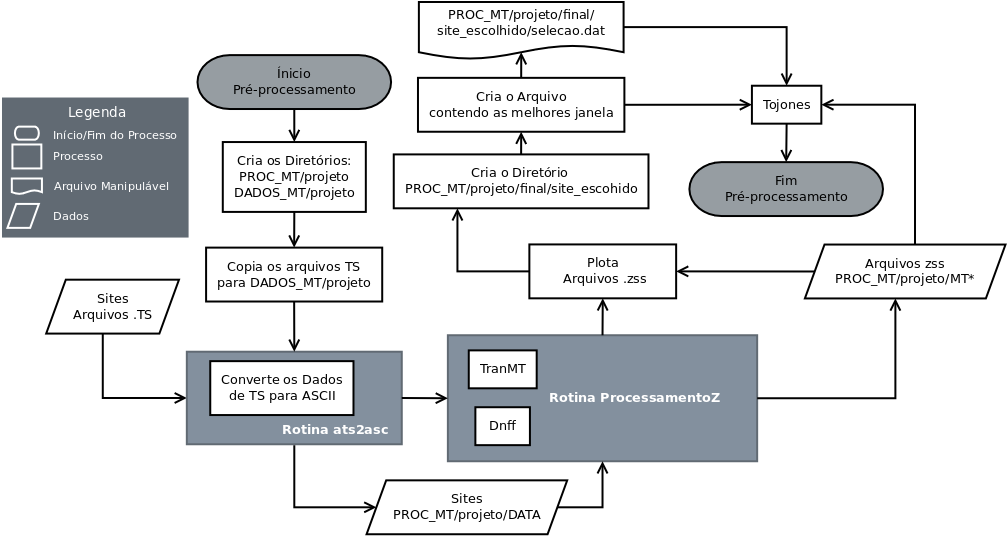 PROC_MT/projeto/final/
site_escolhido/selecao.dat
Ínicio
Pré-processamento
Legenda
Início/Fim do Processo
Processo
Arquivo Manipulável
Dados
Cria o Arquivo
contendo as melhores janela
Tojones
Cria os Diretórios:
PROC_MT/projeto
DADOS_MT/projeto
Cria o Diretório
PROC_MT/projeto/final/site_escohido
Fim
Pré-processamento
Copia os arquivos TS
para DADOS_MT/projeto
Plota
Arquivos .zss
Arquivos zss
PROC_MT/projeto/MT*
Sites
Arquivos .TS
Converte os Dados
de TS para ASCII
Rotina ats2asc
TranMT
Rotina ProcessamentoZ
Dnff
Sites
PROC_MT/projeto/DATA